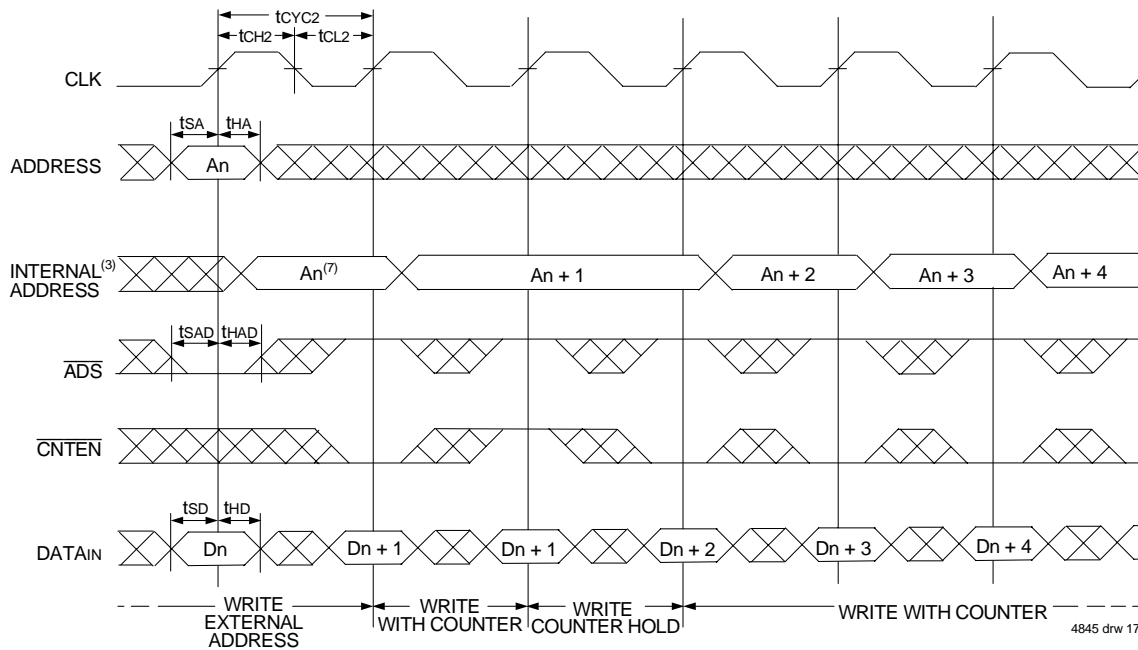 tCYC2
tCH2 tCL2
CLK
tSA tHA
ADDRESS An
INTERNAL(3)
ADDRESS
An(7) An + 1 An + 2 An + 3 An + 4
tSAD tHAD
ADS
CNTEN
tSD tHD
DATAIN Dn Dn + 1 Dn + 1 Dn + 2 Dn + 3 Dn + 4
WRITE
EXTERNAL
ADDRESS
WRITE
WITH COUNTER
WRITE
COUNTER HOLD
WRITE WITH COUNTER
4845 drw 17